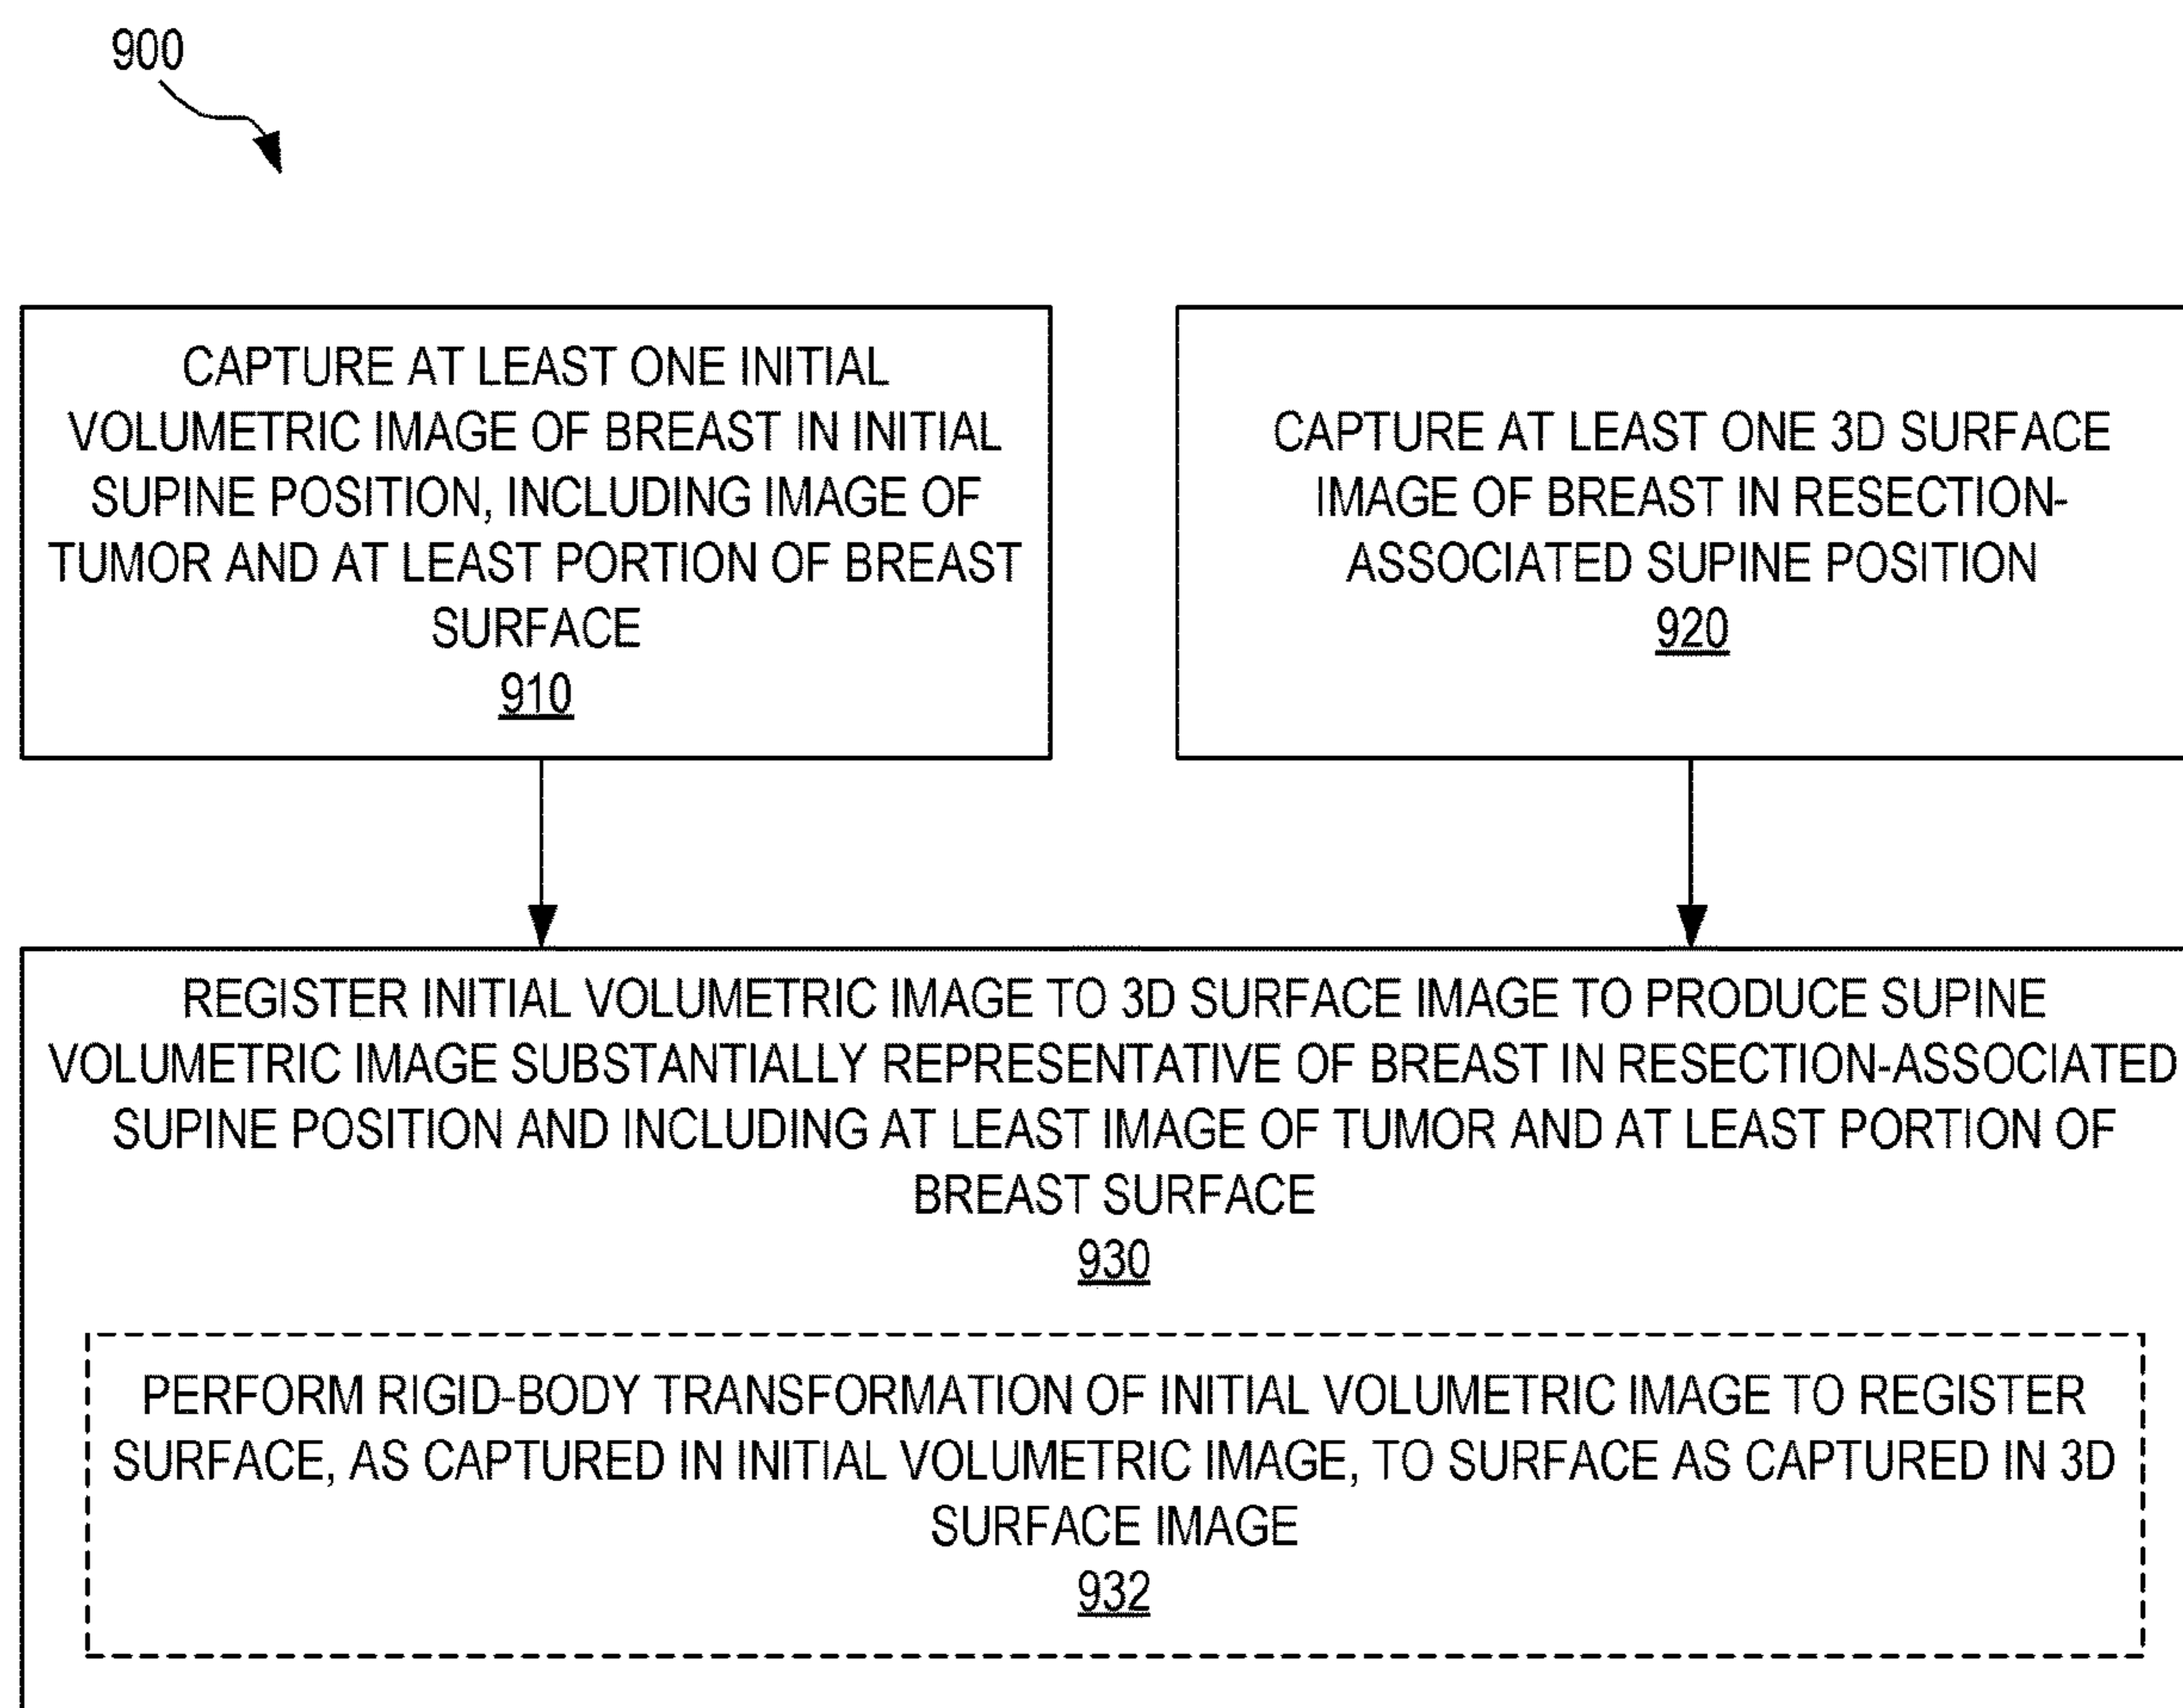 900
CAPTURE AT LEAST ONE INITIAL
VOLUMETRIC IMAGE OF BREAST IN INITIAL
SUPINE POSITION, INCLUDING IMAGE OF
TUMOR AND AT LEAST PORTION OF BREAST
SURFACE
910
CAPTURE AT LEAST ONE 3D SURFACE
IMAGE OF BREAST IN RESECTION-
ASSOCIATED SUPINE POSITION
920
REGISTER INITIAL VOLUMETRIC IMAGE TO 3D SURFACE IMAGE TO PRODUCE SUPINE
VOLUMETRIC IMAGE SUBSTANTIALLY REPRESENTATIVE OF BREAST IN RESECTION-ASSOCIATED
SUPINE POSITION AND INCLUDING AT LEAST IMAGE OF TUMOR AND AT LEAST PORTION OF
BREAST SURFACE
930
PERFORM RIGID-BODY TRANSFORMATION OF INITIAL VOLUMETRIC IMAGE TO REGISTER
SURFACE, AS CAPTURED IN INITIAL VOLUMETRIC IMAGE, TO SURFACE AS CAPTURED IN 3D
SURFACE IMAGE
932